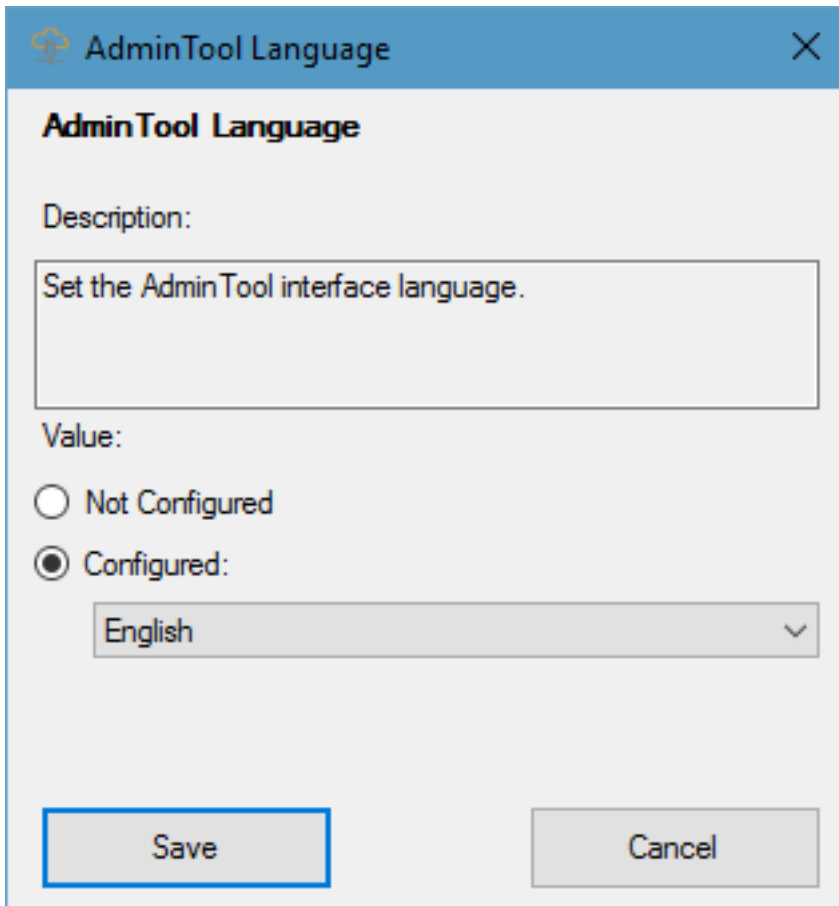 AdminTool Language
AdminTool Language
Description:
Set the AdminTool interface language.
Value:
Not Configured
Configured:
English
Save
Cancel